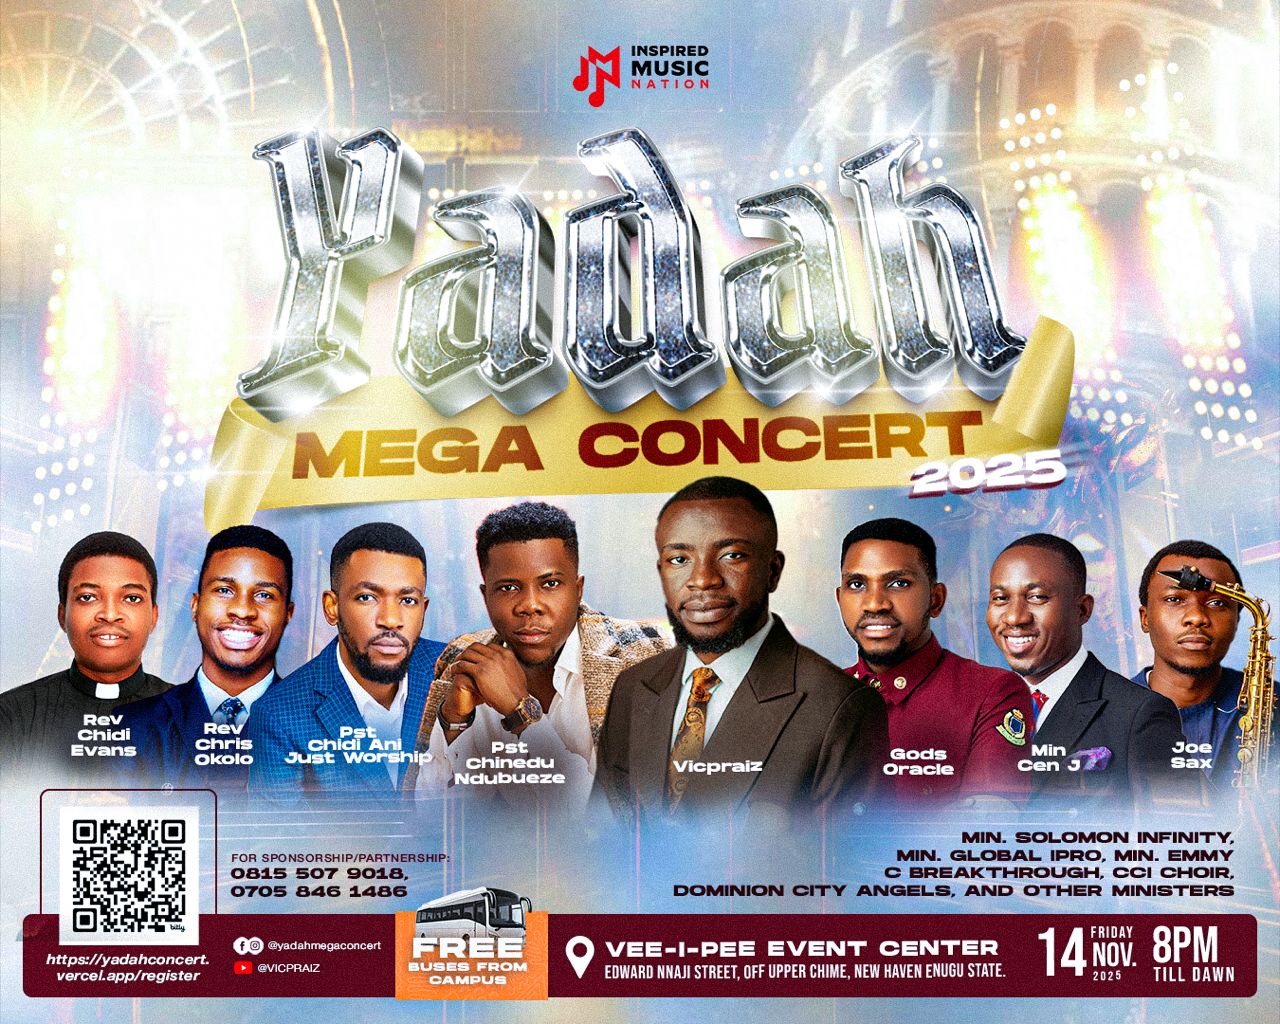 INSPIRED
MUSIC
NATION
Yadah
MEGA CONCERT
2025
Rev
Chidi
Evans
Rev
Chris
Okolo
Pst
Chidi Ani
Just Worship
Pst
Chinedu
Ndubueze
Vicpraiz
Gods
Oracle
Min
Cen J
Joe
Sax
bitly
https://yadahconcert.
vercel.app/register
FOR SPONSORSHIP/PARTNERSHIP:
0815 507 9018,
0705 846 1486
MIN. SOLOMON INFINITY,
MIN. GLOBAL IPRO, MIN. EMMY
C BREAKTHROUGH, CCI CHOIR,
DOMINION CITY ANGELS, AND OTHER MINISTERS
@yadahmegaconcert
@VICPRAIZ
FREE
BUSES FROM
CAMPUS
VEE-I-PEE EVENT CENTER
EDWARD NNAJI STREET, OFF UPPER CHIME, NEW HAVEN ENUGU STATE.
14
FRIDAY
NOV.
2025
8PM
TILL DAWN